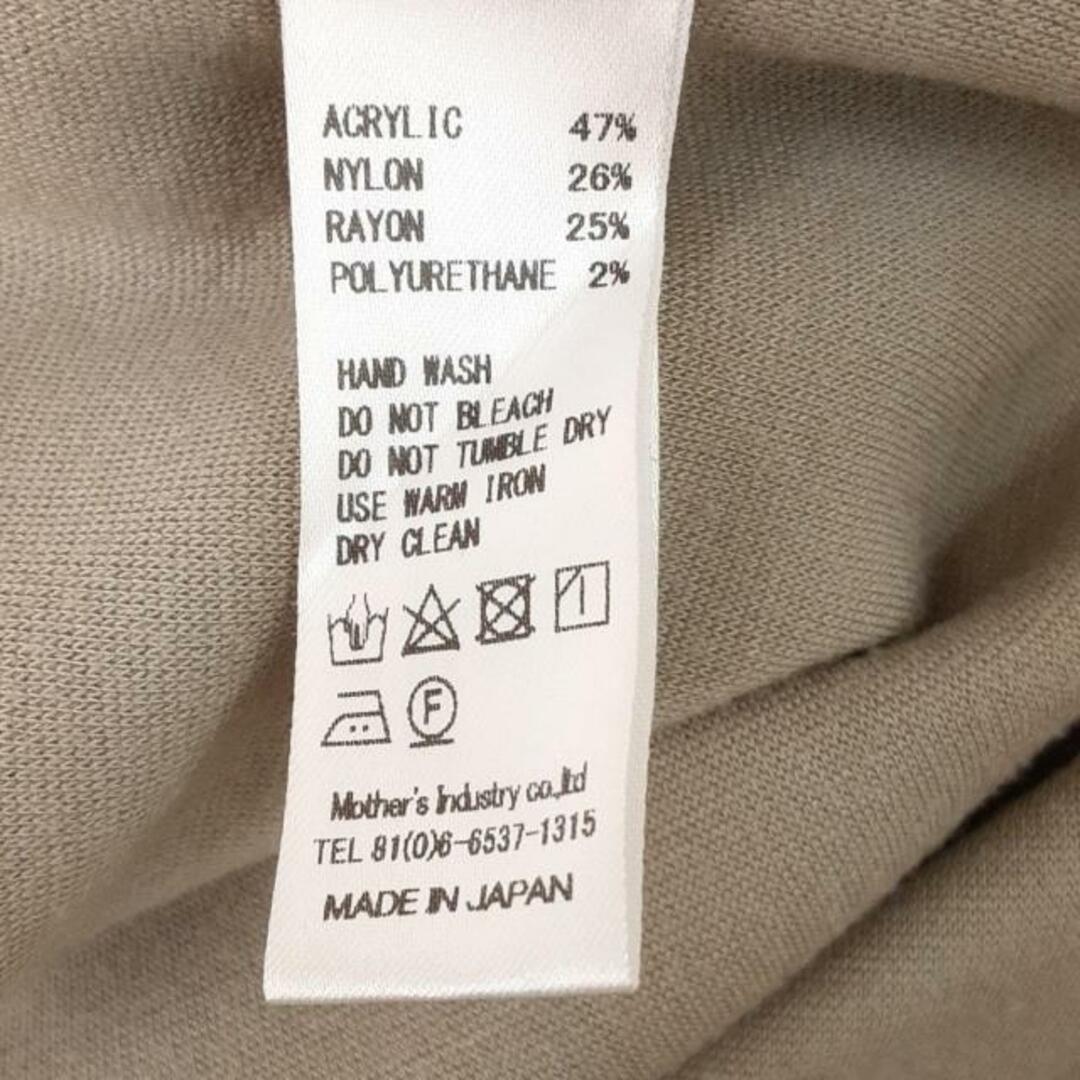 ACRYLIC 47%
NYLON 26%
RAYON 25%
POLYURETHANE 2%
HAND WASH
DO NOT BLEACH
DO NOT TUMBLE DRY
USE WARM IRON
DRY CLEAN
F
Mother's Industry co.,ltd
TEL 81(0)6-6537-1315
MADE IN JAPAN